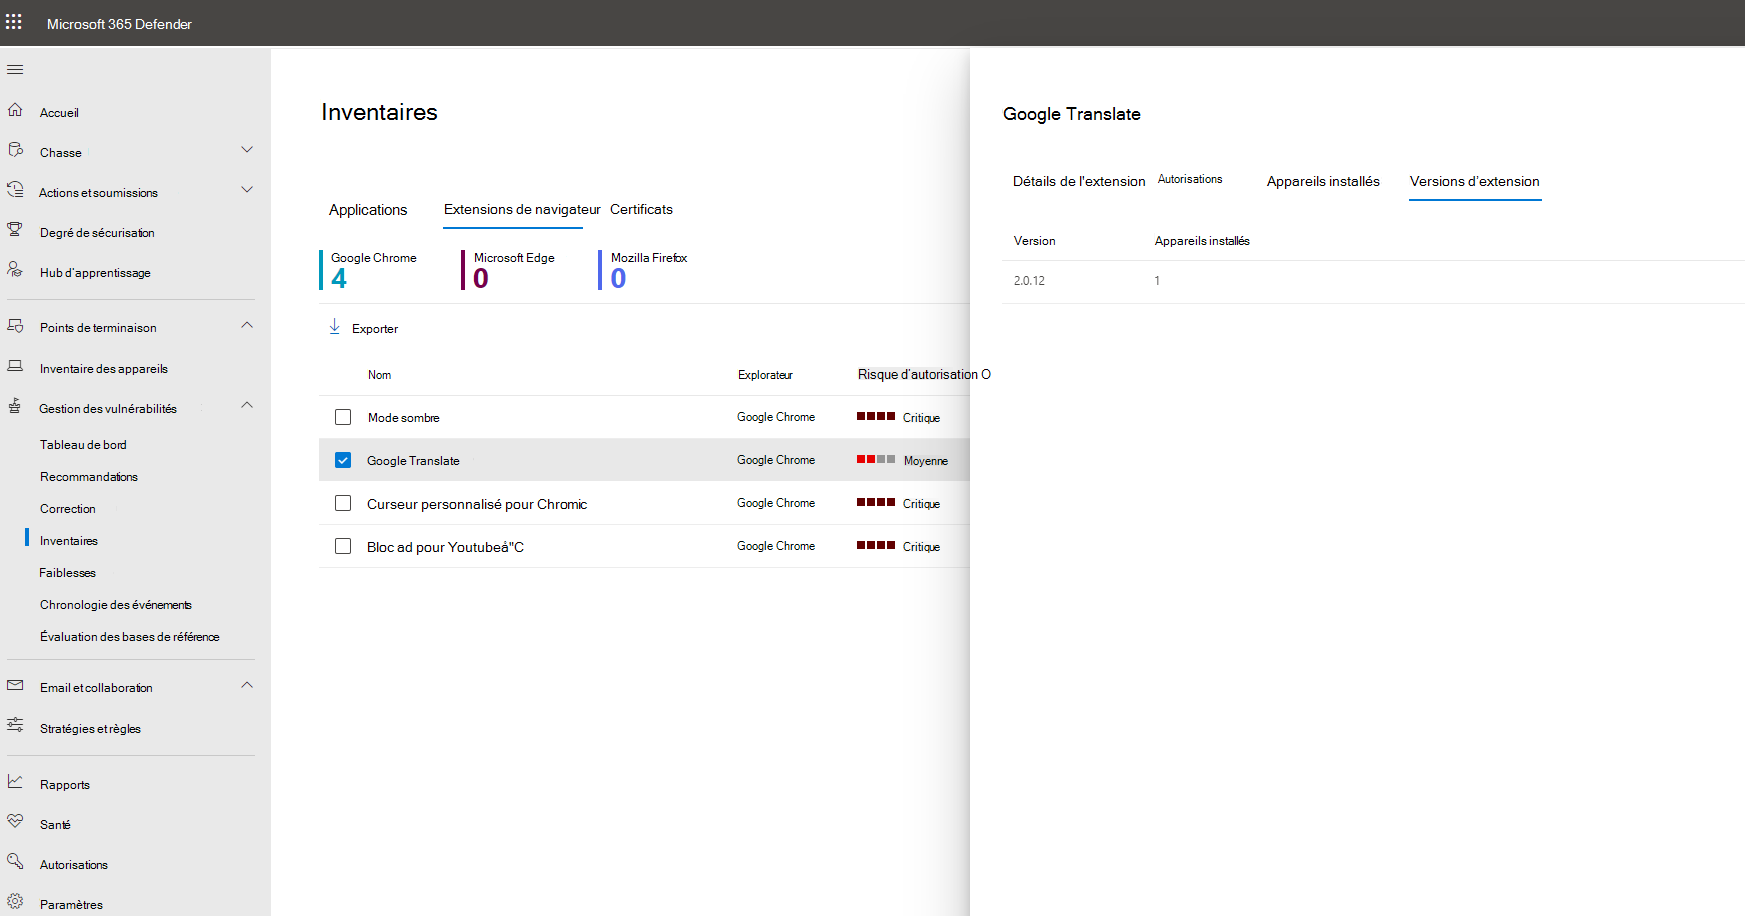 Microsoft 365 Defender
Accueil
Chasse
Actions et soumissions
Degré de sécurisation
Hub d'apprentissage
Points de terminaison
Inventaire des appareils
Gestion des vulnérabilités
Tableau de bord
Recommandations
Correction
Inventaires
Faiblesses
Chronologie des événements
Évaluation des bases de référence
Email et collaboration
Stratégies et règles
Rapports
Santé
Autorisations
Paramètres
Inventaires
Applications Extensions de navigateur Certificats
Google Chrome Microsoft Edge Mozilla Firefox
4 0 0
Exporter
Nom Explorateur Risque d'autorisation O
Mode sombre Google Chrome Critique
Google Translate Google Chrome Moyenne
Curseur personnalisé pour Chromic Google Chrome Critique
Bloc ad pour Youtubeå"C Google Chrome Critique
Google Translate
Détails de l'extension Autorisations Appareils installés Versions d'extension
Version Appareils installés
2.0.12 1